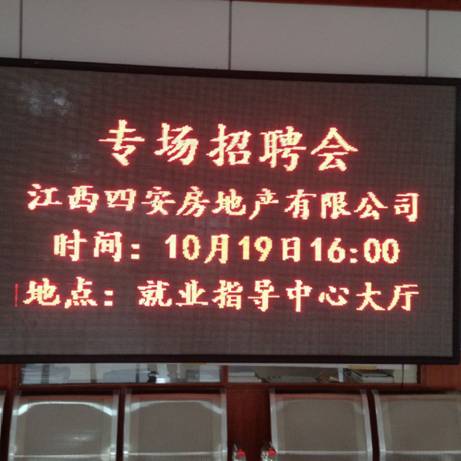 专场招聘会
江西四安房地产有限公司
时间：10月19日16:00
地点：就业指导中心大厅